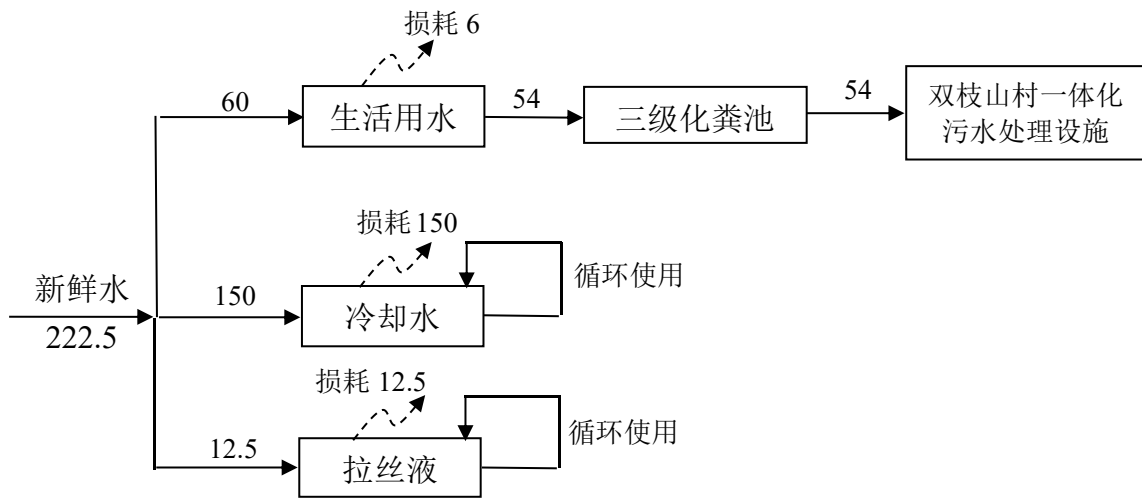 损耗 6
60
生活用水
54
三级化粪池
54
双枝山村一体化
污水处理设施
损耗 150
循环使用
新鲜水
222.5
150
冷却水
损耗 12.5
循环使用
12.5
拉丝液